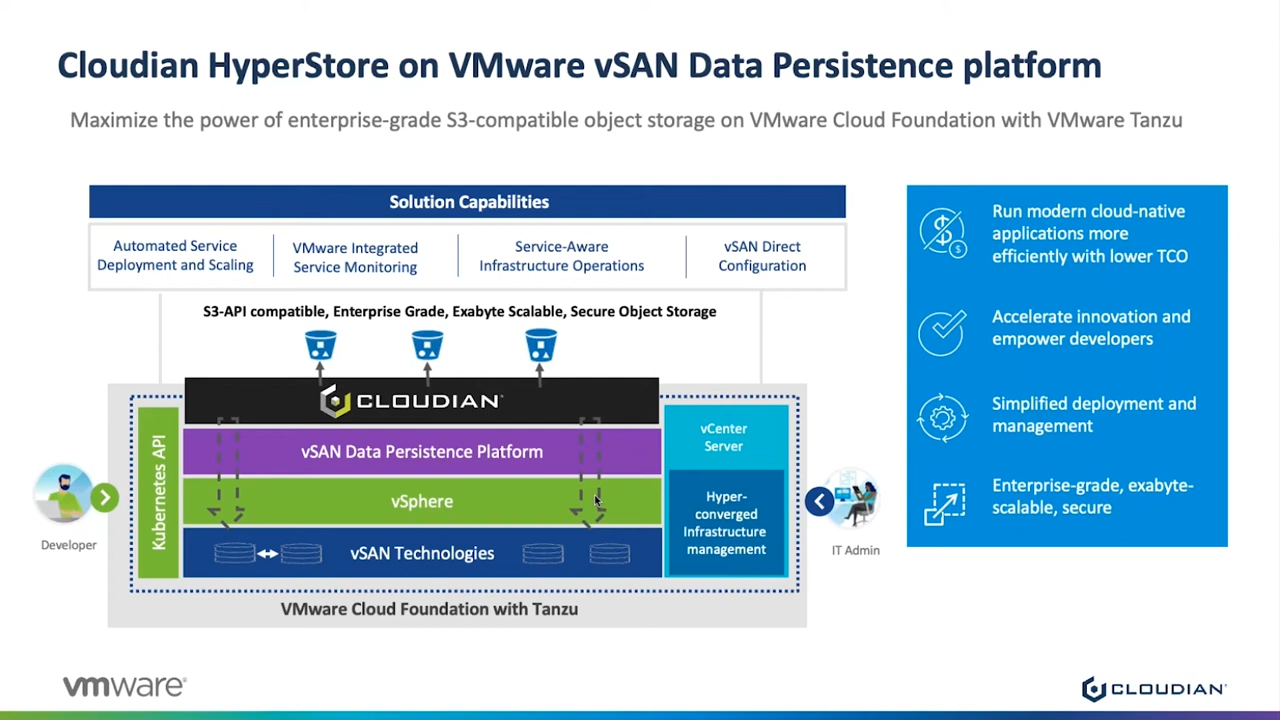 Cloudian HyperStore on VMware vSAN Data Persistence platform
Maximize the power of enterprise-grade S3-compatible object storage on VMware Cloud Foundation with VMware Tanzu
Solution Capabilities
Automated Service
Deployment and Scaling
VMware Integrated
Service Monitoring
Service-Aware
Infrastructure Operations
vSAN Direct
Configuration
S3-API compatible, Enterprise Grade, Exabyte Scalable, Secure Object Storage
CLOUDIAN
Kubernetes API
vSAN Data Persistence Platform
vSphere
vSAN Technologies
vCenter
Server
Hyper-
converged
Infrastructure
management
Developer
IT Admin
VMware Cloud Foundation with Tanzu
Run modern cloud-native
applications more
efficiently with lower TCO
Accelerate innovation and
empower developers
Simplified deployment and
management
Enterprise-grade, exabyte-
scalable, secure
vmware®
CLOUDIAN